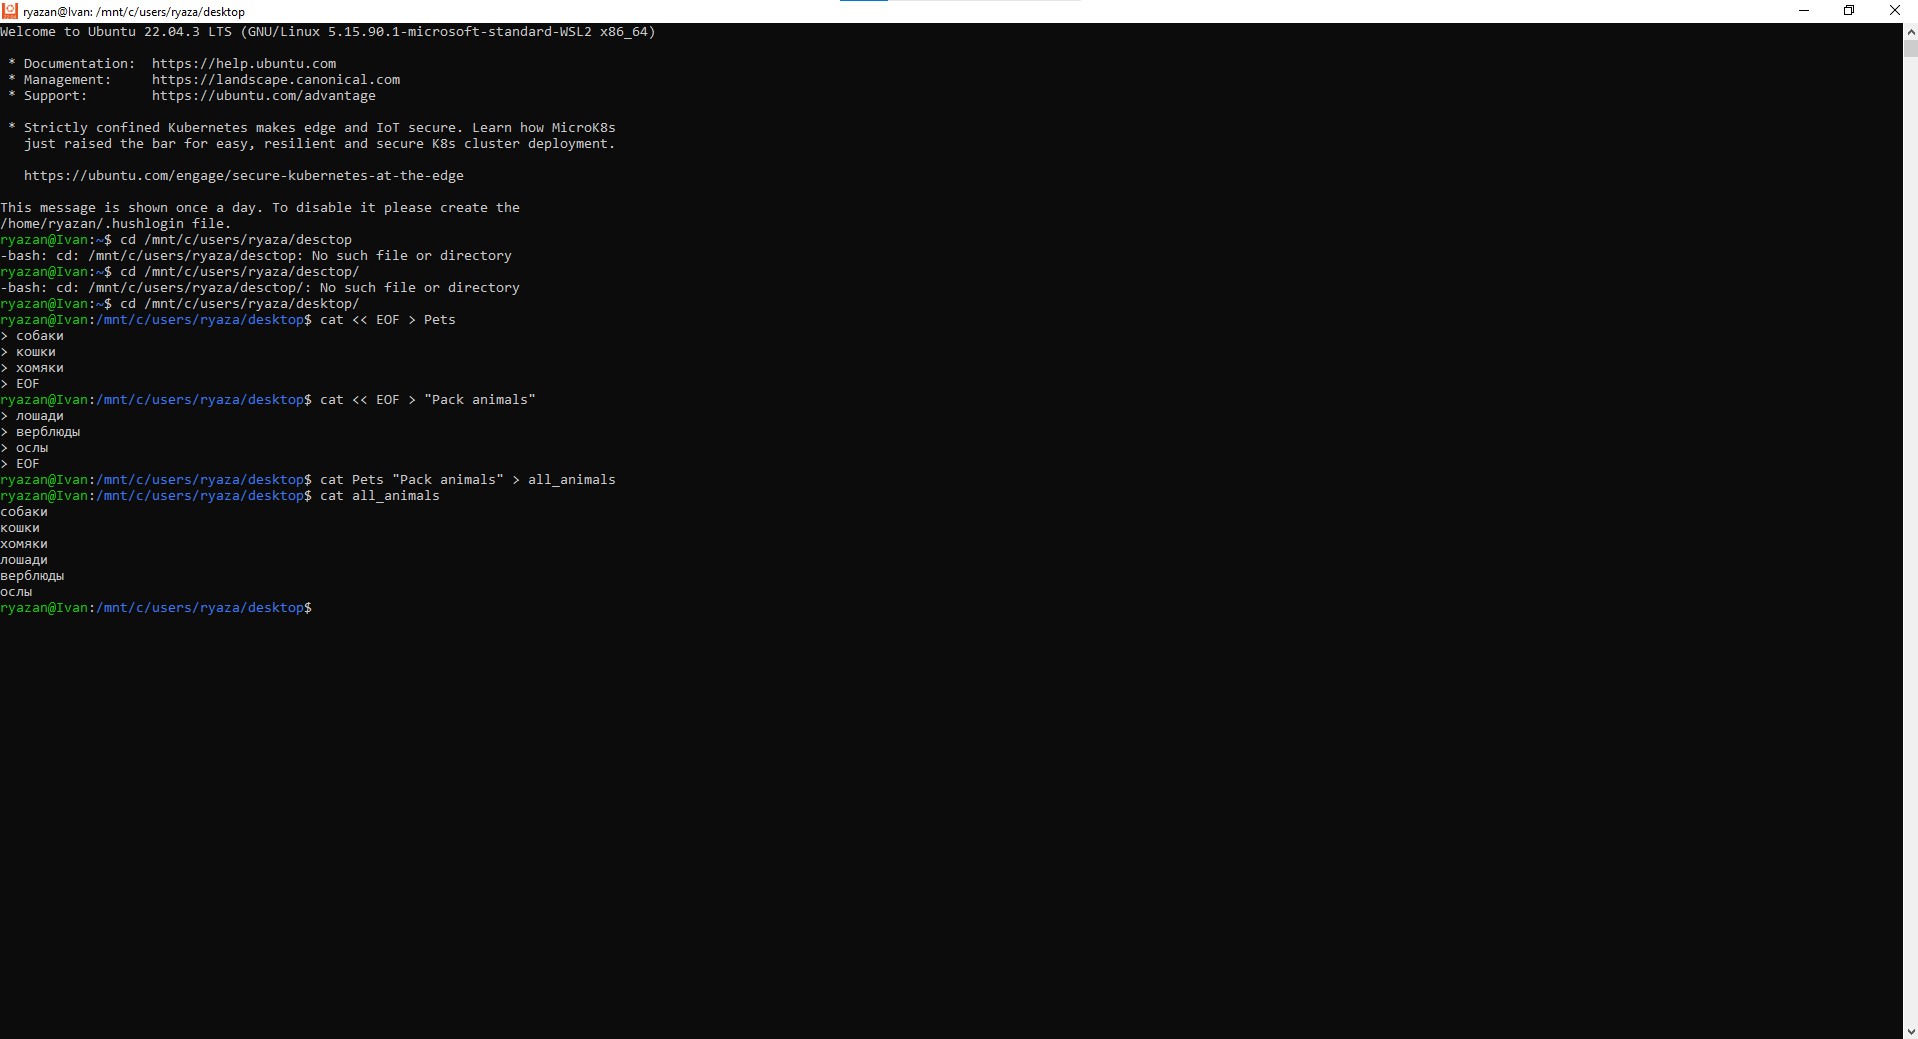 ryazan@Ivan: /mnt/c/users/ryaza/desktop
Welcome to Ubuntu 22.04.3 LTS (GNU/Linux 5.15.90.1-microsoft-standard-WSL2 x86_64)
* Documentation:  https://help.ubuntu.com
* Management:     https://landscape.canonical.com
* Support:        https://ubuntu.com/advantage
* Strictly confined Kubernetes makes edge and IoT secure. Learn how MicroK8s
just raised the bar for easy, resilient and secure K8s cluster deployment.
https://ubuntu.com/engage/secure-kubernetes-at-the-edge
This message is shown once a day. To disable it please create the
/home/ryazan/.hushlogin file.
ryazan@Ivan:~$ cd /mnt/c/users/ryaza/desctop
-bash: cd: /mnt/c/users/ryaza/desctop: No such file or directory
ryazan@Ivan:~$ cd /mnt/c/users/ryaza/desctop/
-bash: cd: /mnt/c/users/ryaza/desctop/: No such file or directory
ryazan@Ivan:~$ cd /mnt/c/users/ryaza/desktop/
ryazan@Ivan:/mnt/c/users/ryaza/desktop$ cat << EOF > Pets
> собаки
> кошки
> хомяки
> EOF
ryazan@Ivan:/mnt/c/users/ryaza/desktop$ cat << EOF > "Pack animals"
> лошади
> верблюды
> ослы
> EOF
ryazan@Ivan:/mnt/c/users/ryaza/desktop$ cat Pets "Pack animals" > all_animals
ryazan@Ivan:/mnt/c/users/ryaza/desktop$ cat all_animals
собаки
кошки
хомяки
лошади
верблюды
ослы
ryazan@Ivan:/mnt/c/users/ryaza/desktop$